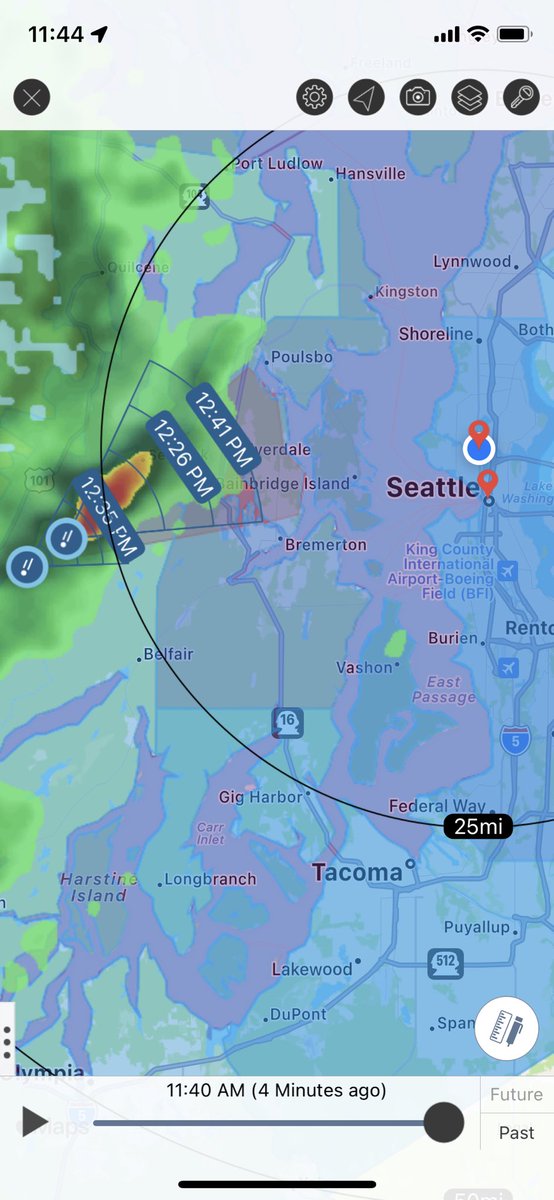 11:44
Freeland
Port Ludlow
Hansville
104
Quilcene
Lynnwood
Kingston
Shoreline
Both
Poulsbo
12:41 PM
12:26 PM
verdale
101
ainbridge Island
Seattle
Lake
Washing
12:35 PM
Bremerton
King County
International
Airport-Boeing
Field (BFI)
Burien
Rento
Belfair
Vashon
East
Passage
16
5
Gig Harbor
Federal Way
25mi
Carr
Inlet
Tacoma
Harstine
Island
Longbranch
Puyallup
512
Lakewood
DuPont
Span
Olympia
11:40 AM (4 Minutes ago)
Future
Maps
Past
50mi